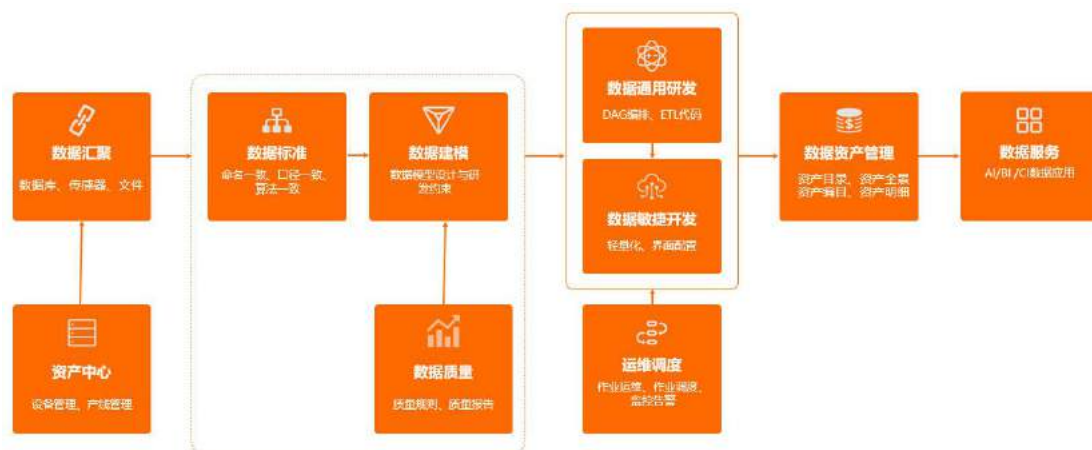 数据汇聚
数据库、传感器、文件
资产中心
设备管理、产线管理
数据标准
命名一致、口径一致、
算法一致
数据建模
数据模型设计与研
发约束
数据质量
质量规则、质量报告
数据通用研发
DAG编排、ETL代码
数据敏捷开发
轻量化、界面配置
运维调度
作业运维、作业调度、
监控告警
数据资产管理
资产目录、资产全景
资产编目、资产明细
数据服务
AI/BI /CI数据应用